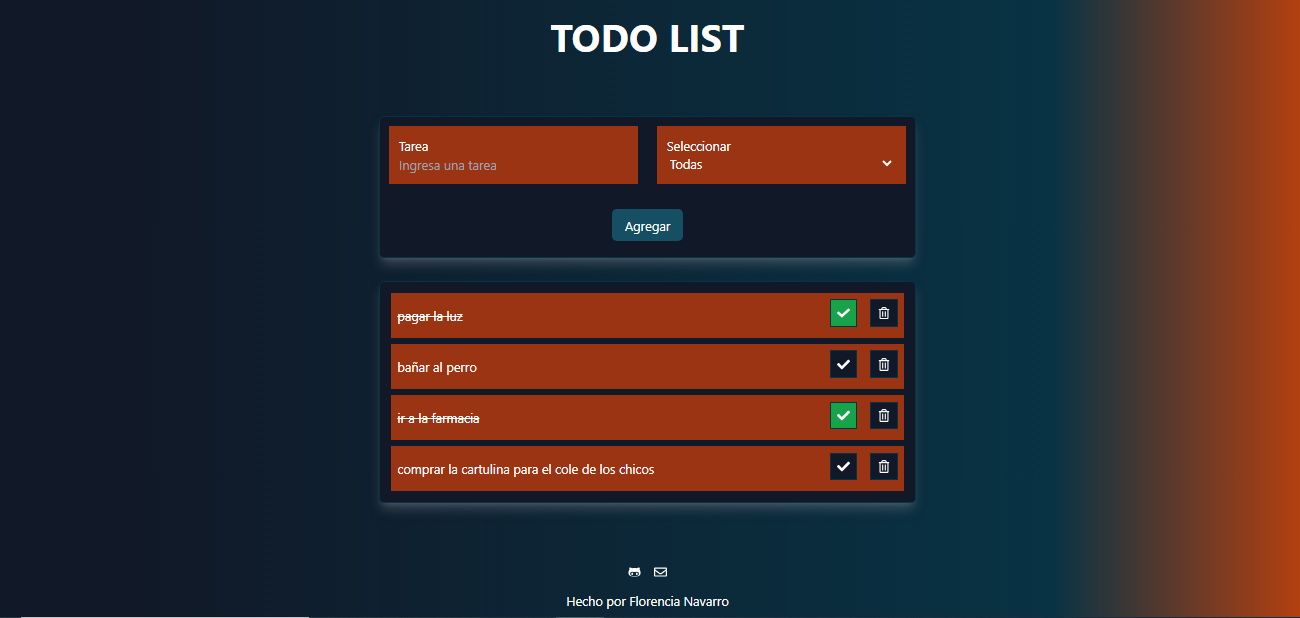 TODO LIST
Tarea
Ingresa una tarea
Seleccionar
Todas
Agregar
pagar la luz
bañar al perro
ir a la farmacia
comprar la cartulina para el cole de los chicos
Hecho por Florencia Navarro